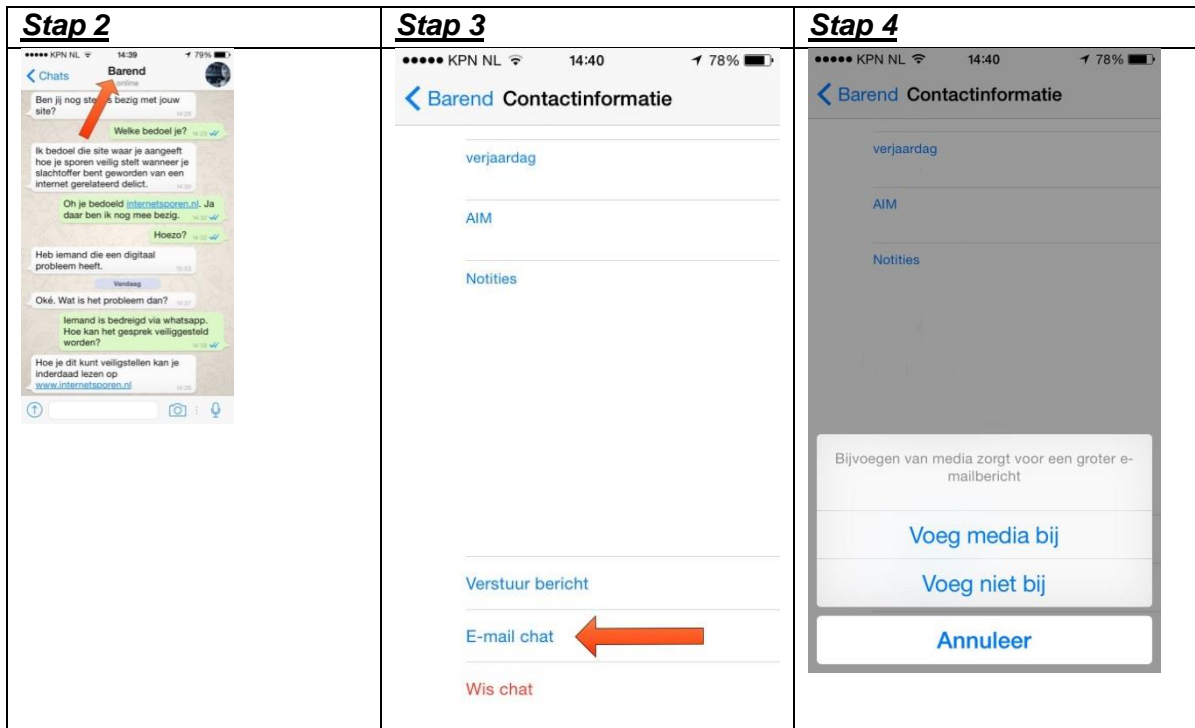 Stap 2
KPN NL 14:39 79%
Chats Barend
online
Ben jij nog bezig met jouw
site?
Welke bedoel je?
Ik bedoel die site waar je aangeeft
hoe je sporen veilig stelt wanneer je
slachtoffer bent geworden van een
internet gerelateerd delict.
Oh je bedoeld internetsporen.nl. Ja
daar ben ik nog mee bezig.
Hoezo?
Heb iemand die een digitaal
probleem heeft.
Vandaag
Oké. Wat is het probleem dan?
Iemand is bedreigd via whatsapp.
Hoe kan het gesprek veiliggesteld
worden?
Hoe je dit kunt veiligstellen kan je
inderdaad lezen op
www.internetsporen.nl
Stap 3
KPN NL 14:40 78%
Barend Contactinformatie
verjaardag
AIM
Notities
Verstuur bericht
E-mail chat
Wis chat
Stap 4
KPN NL 14:40 78%
Barend Contactinformatie
verjaardag
AIM
Notities
Bijvoegen van media zorgt voor een groter e-
mailbericht
Voeg media bij
Voeg niet bij
Annuleer